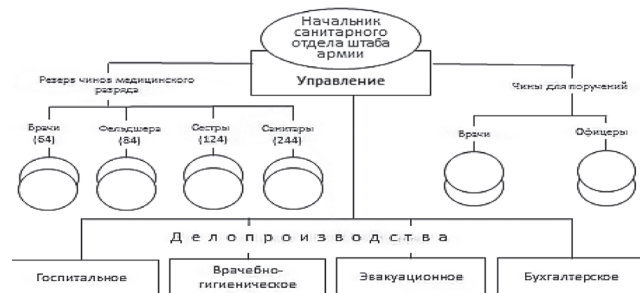 Начальник
санитарного
отдела штаба
армии
Управление
Резерв чинов медицинского
разряда
Чины для поручений
Врачи
(64)
Фельдшера
(84)
Сестры
(124)
Санитары
(244)
Врачи
Офицеры
Делопроизводства
Госпитальное
Врачебно-
гигиеническое
Эвакуационное
Бухгалтерское